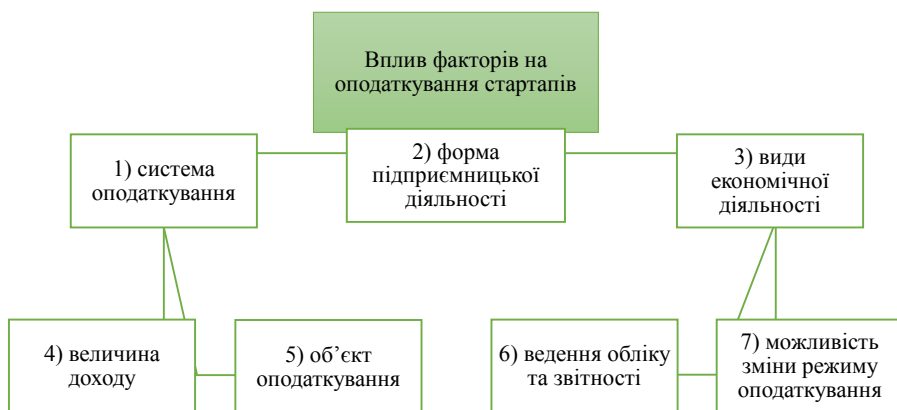 Вплив факторів на
оподаткування стартапів
1) система
оподаткування
2) форма
підприємницької
діяльності
3) види
економічної
діяльності
4) величина
доходу
5) об’єкт
оподаткування
6) ведення обліку
та звітності
7) можливість
зміни режиму
оподаткування